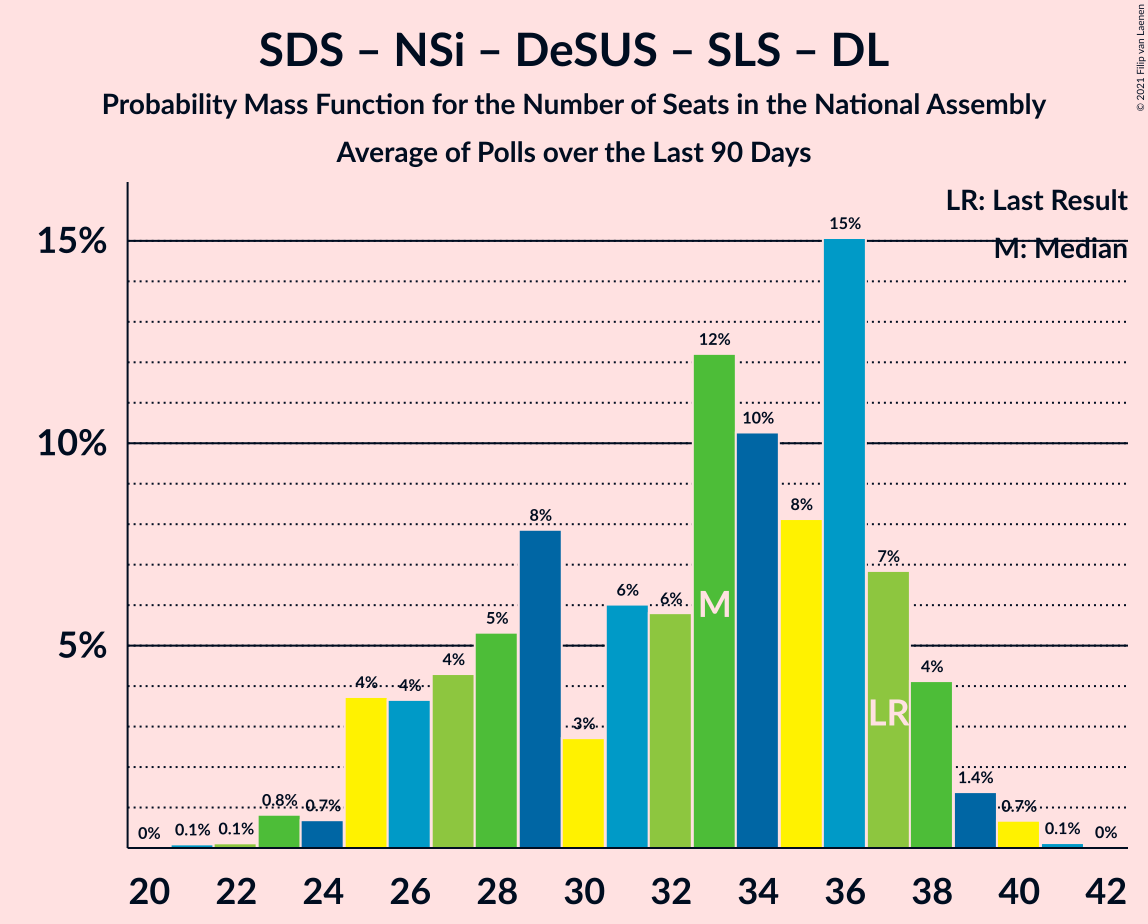 SDS – NSi – DeSUS – SLS – DL
Probability Mass Function for the Number of Seats in the National Assembly
Average of Polls over the Last 90 Days
© 2021 Filip van Laenen
LR: Last Result
M: Median
15%
10%
5%
0%
0.1%
0.1%
0.8%
0.7%
4%
4%
4%
5%
8%
3%
6%
6%
12%
10%
8%
15%
7%
4%
1.4%
0.7%
0.1%
0%
M
LR
20 22 24 26 28 30 32 34 36 38 40 42